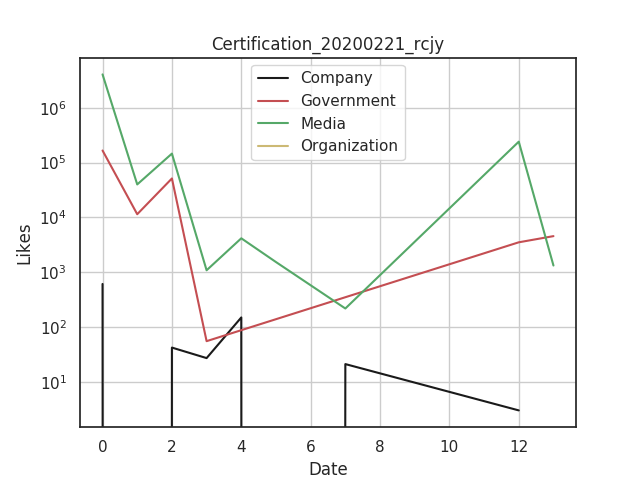 Certification_20200221_rcjy
Company
Government
Media
Organization
10^6
10^5
10^4
10^3
10^2
10^1
Likes
0 2 4 6 8 10 12
Date